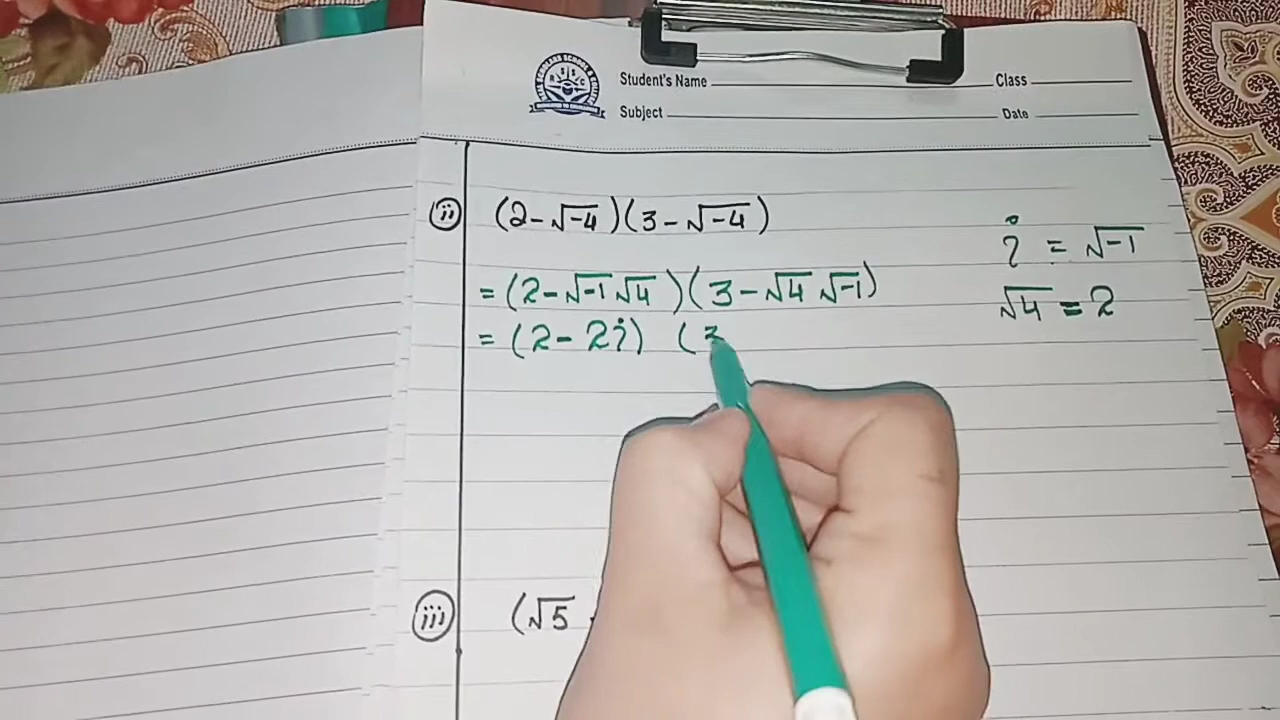 Student's Name Class
Subject Date
(ii) (2-√-4)(3-√-4)
= (2-√-1√4)(3-√4√-1)
i = √-1
√4 = 2
= (2-2i) (3
(iii) (√5